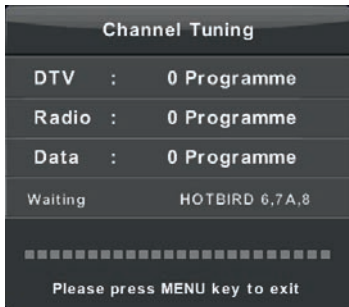 Channel Tuning
DTV : 0 Programme
Radio : 0 Programme
Data : 0 Programme
Waiting HOTBIRD 6,7A,8
Please press MENU key to exit